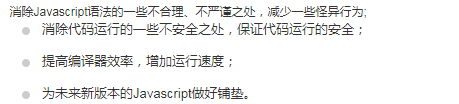 消除Javascript语法的一些不合理、不严谨之处，减少一些怪异行为;
消除代码运行的一些不安全之处，保证代码运行的安全；
提高编译器效率，增加运行速度；
为未来新版本的Javascript做好铺垫。